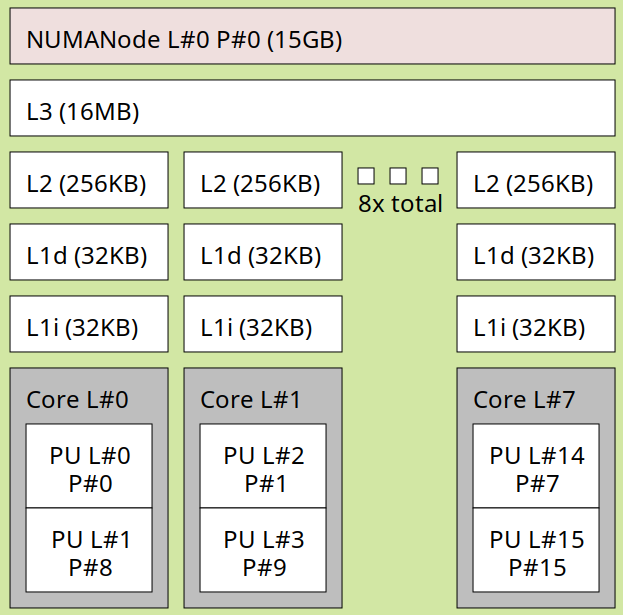 NUMANode L#0 P#0 (15GB)
L3 (16MB)
L2 (256KB)
L2 (256KB)
8x total
L2 (256KB)
L1d (32KB)
L1d (32KB)
L1d (32KB)
L1i (32KB)
L1i (32KB)
L1i (32KB)
Core L#0
PU L#0
P#0
PU L#1
P#8
Core L#1
PU L#2
P#1
PU L#3
P#9
Core L#7
PU L#14
P#7
PU L#15
P#15